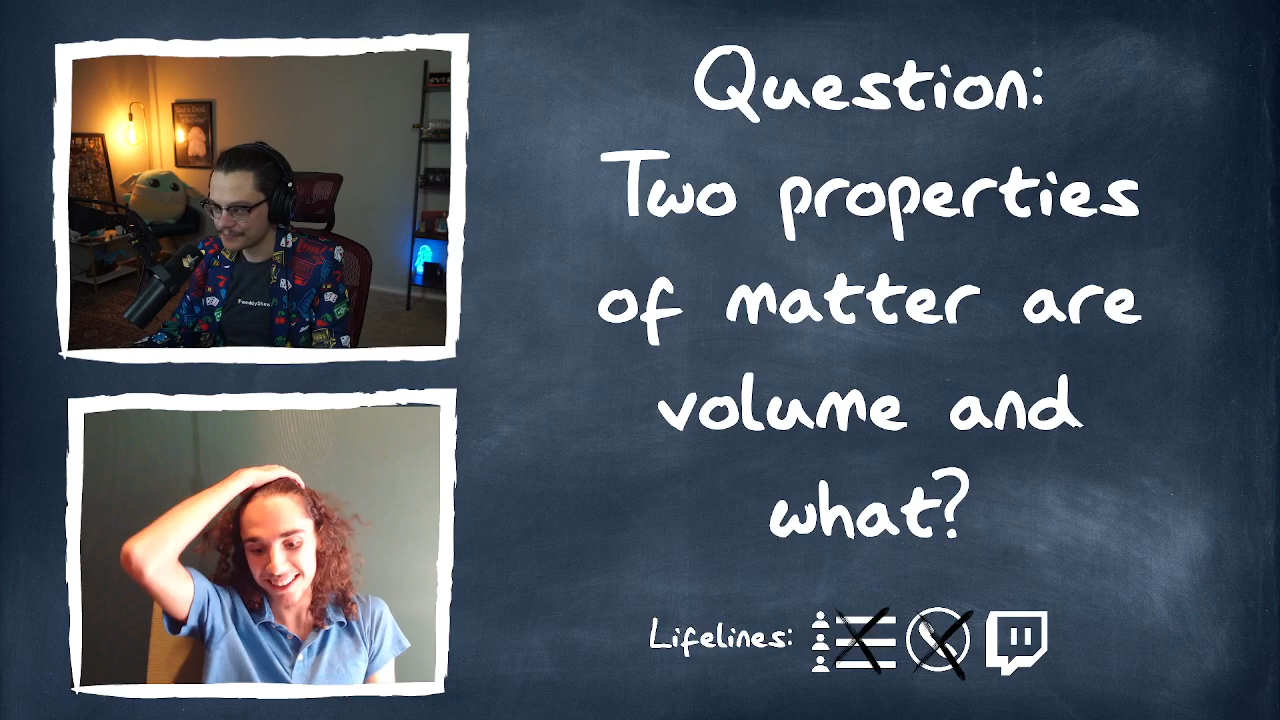 Question:
Two properties
of matter are
volume and
what?
Lifelines: